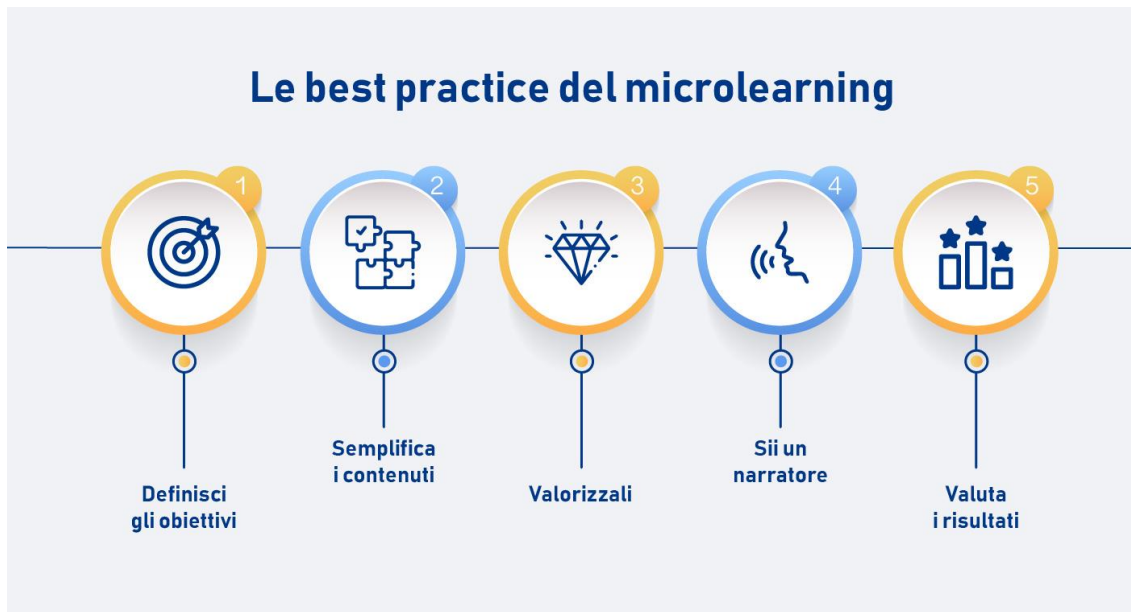 Le best practice del microlearning
1
2
3
4
5
Definisci
gli obiettivi
Semplifica
i contenuti
Valorizzali
Sii un
narratore
Valuta
i risultati